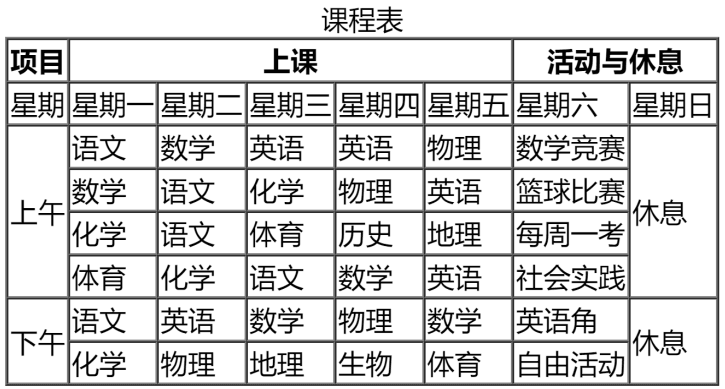 课程表
项目 上课 活动与休息
星期 星期一 星期二 星期三 星期四 星期五 星期六 星期日
上午 语文 数学 英语 英语 物理 数学竞赛 休息
数学 语文 化学 物理 英语 篮球比赛
化学 语文 体育 历史 地理 每周一考
体育 化学 语文 数学 英语 社会实践
下午 语文 英语 数学 物理 数学 英语角 休息
化学 物理 地理 生物 体育 自由活动